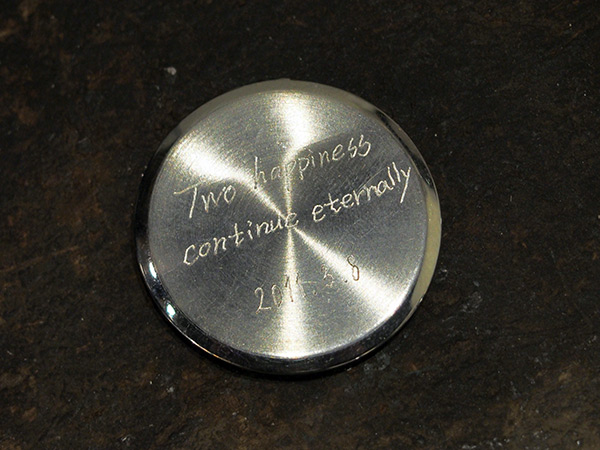 Two happiness
continue eternally